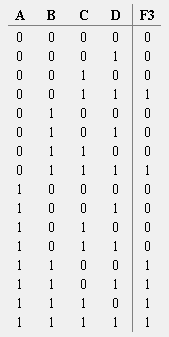 A B C D F3
0 0 0 0 0
0 0 0 1 0
0 0 1 0 0
0 0 1 1 1
0 1 0 0 0
0 1 0 1 0
0 1 1 0 0
0 1 1 1 1
1 0 0 0 0
1 0 0 1 0
1 0 1 0 0
1 0 1 1 0
1 1 0 0 1
1 1 0 1 1
1 1 1 0 1
1 1 1 1 1